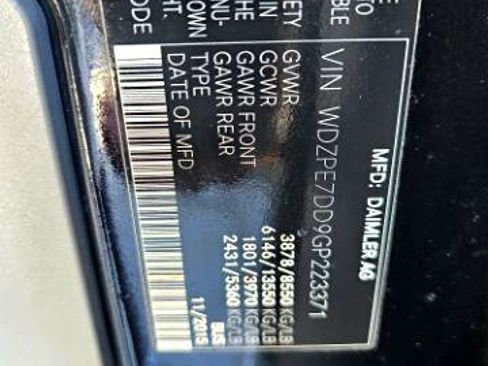 MFD: DAIMLER AG
VIN WDZPE7DD9GP223371
GVWR 3878/8550 KG/LB
GCWR 6146/13550 KG/LB
GAWR FRONT 1801/3970 KG/LB
GAWR REAR 2431/5360 KG/LB
TYPE BUS
DATE OF MFD 11/2015
TO
BLE
ETY
IN
NU-
OWN
GHT.
ODE